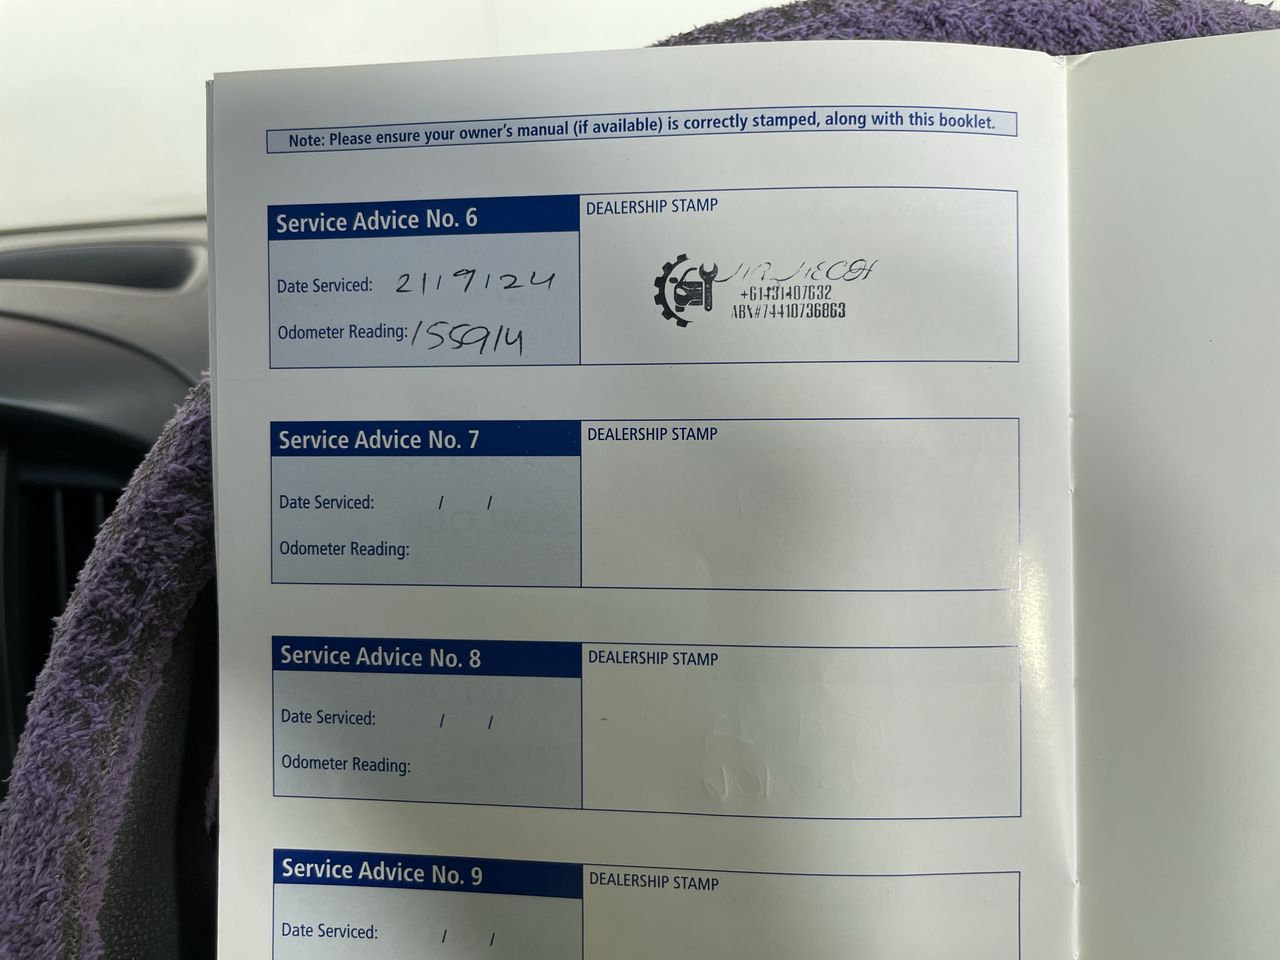 Note: Please ensure your owner's manual (if available) is correctly stamped, along with this booklet.
Service Advice No. 6
DEALERSHIP STAMP
Date Serviced: 21/9/24
Odometer Reading: 155914
+61431407632
ABN#74410736863
Service Advice No. 7
DEALERSHIP STAMP
Date Serviced: / /
Odometer Reading:
Service Advice No. 8
DEALERSHIP STAMP
Date Serviced: / /
Odometer Reading:
Service Advice No. 9
DEALERSHIP STAMP
Date Serviced: / /